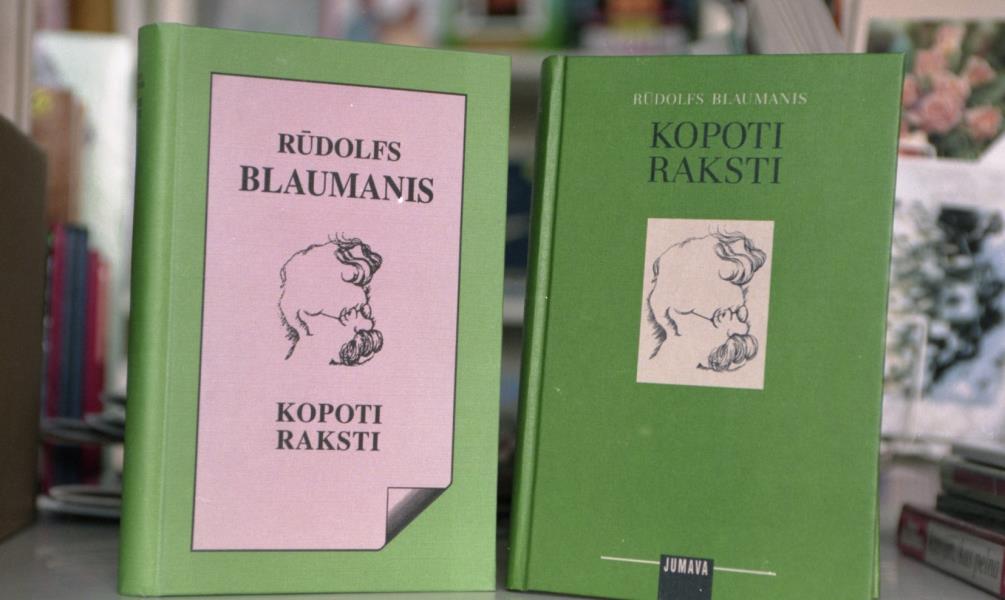 RŪDOLFS
BLAUMANIS
KOPOTI
RAKSTI
RŪDOLFS BLAUMANIS
KOPOTI
RAKSTI
JUMAVA